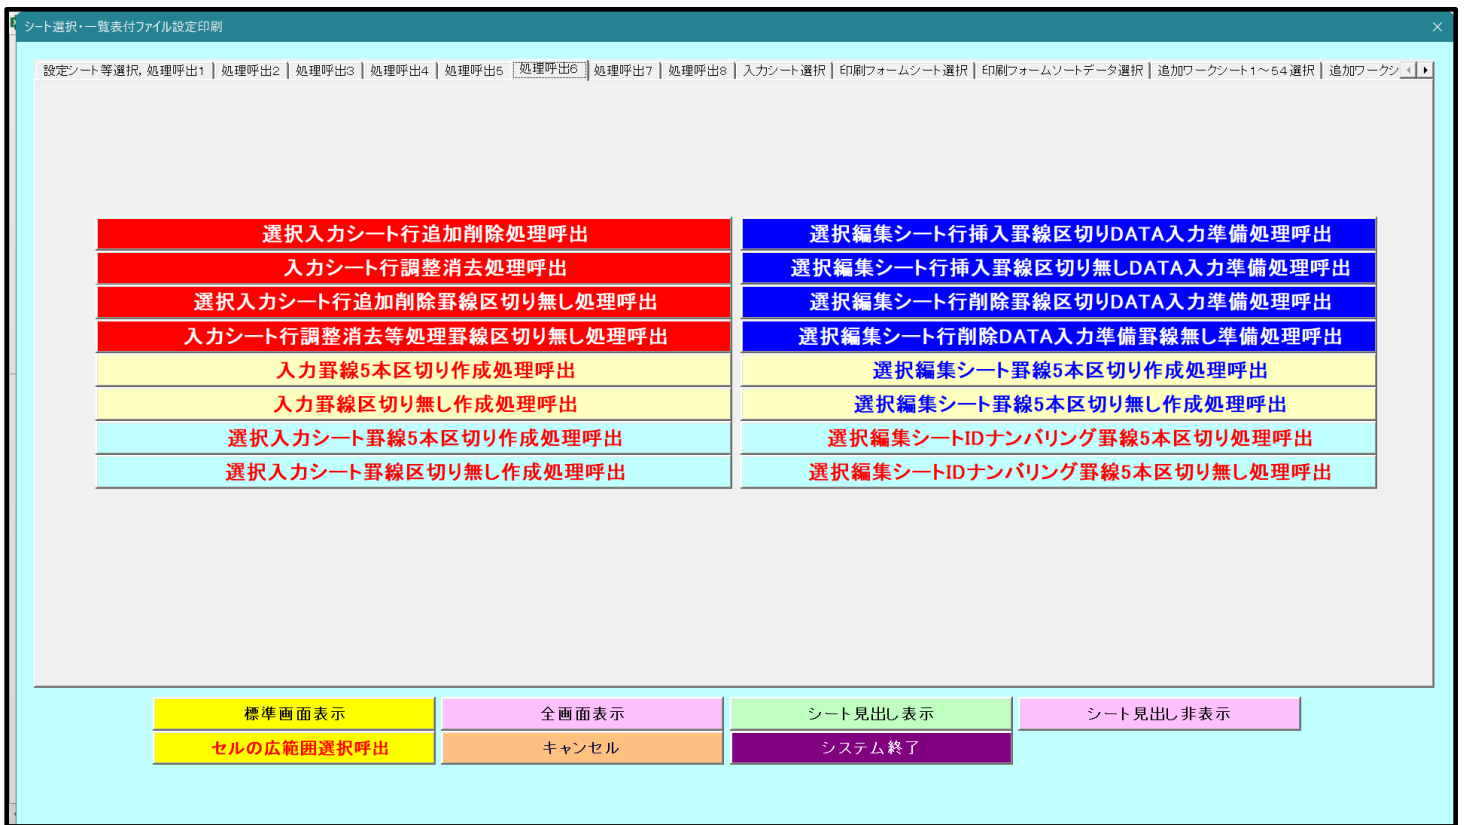 シート選択・一覧表付ファイル設定印刷
設定シート等選択,処理呼出1 処理呼出2 処理呼出3 処理呼出4 処理呼出5 処理呼出6 処理呼出7 処理呼出8 入力シート選択 印刷フォームシート選択 印刷フォームソートデータ選択 追加ワークシート1～54選択 追加ワークシ
選択入力シート行追加削除処理呼出
入力シート行調整消去処理呼出
選択入力シート行追加削除罫線区切り無し処理呼出
入力シート行調整消去等処理罫線区切り無し処理呼出
入力罫線5本区切り作成処理呼出
入力罫線区切り無し作成処理呼出
選択入力シート罫線5本区切り作成処理呼出
選択入力シート罫線区切り無し作成処理呼出
選択編集シート行挿入罫線区切りDATA入力準備処理呼出
選択編集シート行挿入罫線区切り無しDATA入力準備処理呼出
選択編集シート行削除罫線区切りDATA入力準備処理呼出
選択編集シート行削除DATA入力準備罫線無し準備処理呼出
選択編集シート罫線5本区切り作成処理呼出
選択編集シート罫線5本区切り無し作成処理呼出
選択編集シートIDナンバリング罫線5本区切り処理呼出
選択編集シートIDナンバリング罫線5本区切り無し処理呼出
標準画面表示 全画面表示 シート見出し表示 シート見出し非表示
セルの広範囲選択呼出 キャンセル システム終了